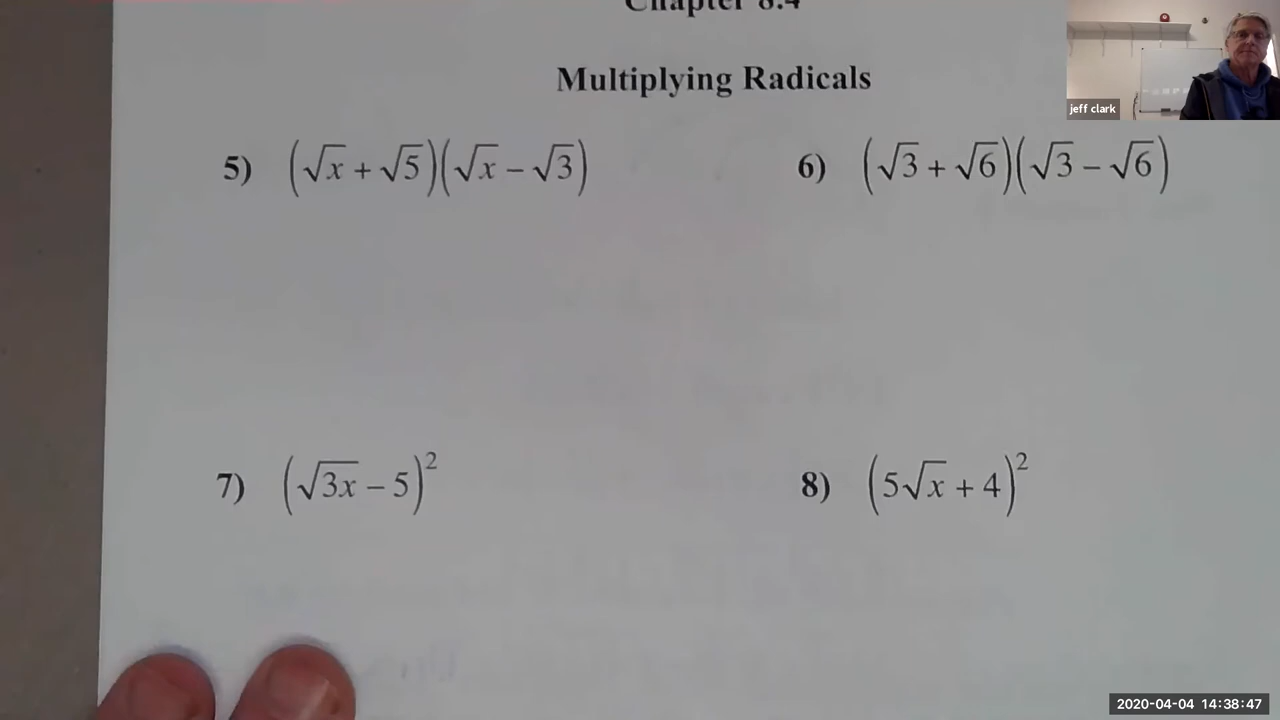 Chapter 8.4
Multiplying Radicals
jeff clark
5) (√x + √5)(√x − √3)
6) (√3 + √6)(√3 − √6)
7) (√3x − 5)²
8) (5√x + 4)²
2020-04-04 14:38:47